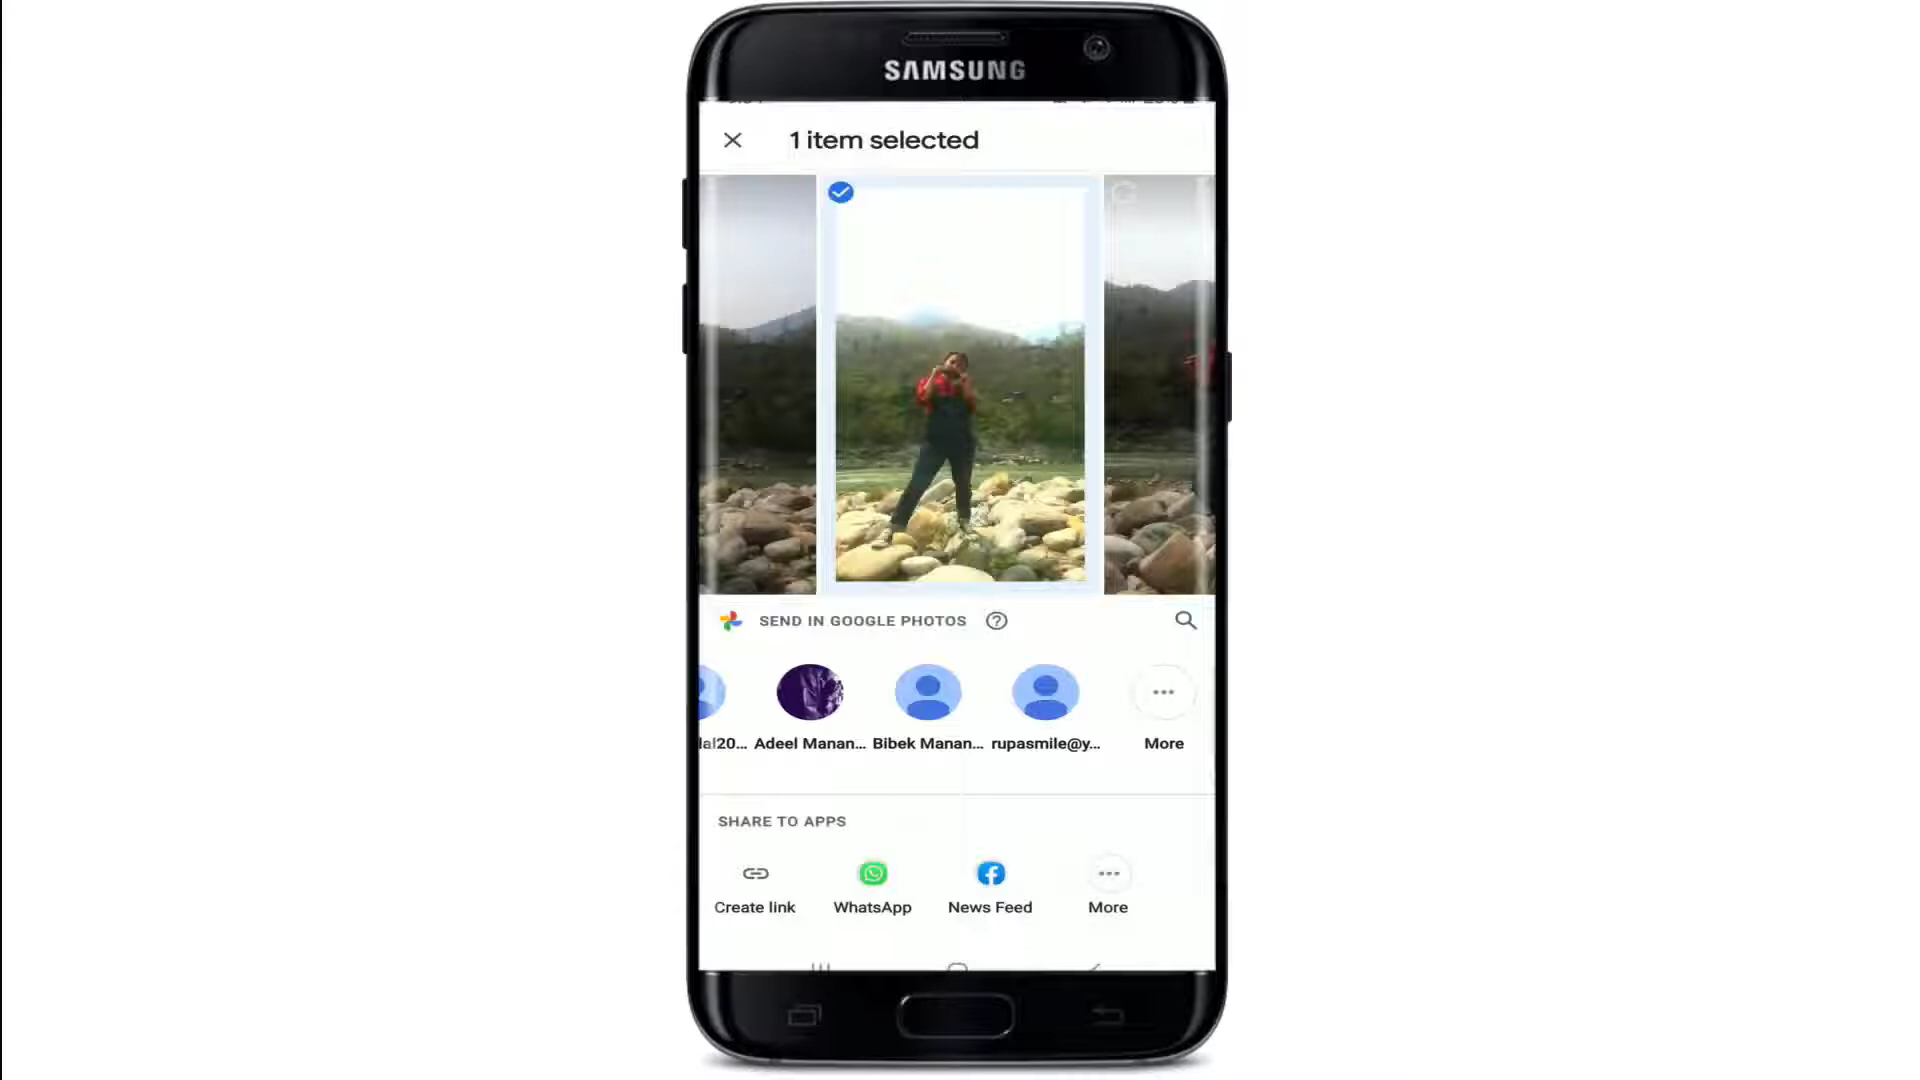 SAMSUNG
1 item selected
SEND IN GOOGLE PHOTOS
lal20... Adeel Manan... Bibek Manan... rupasmile@y... More
SHARE TO APPS
Create link WhatsApp News Feed More